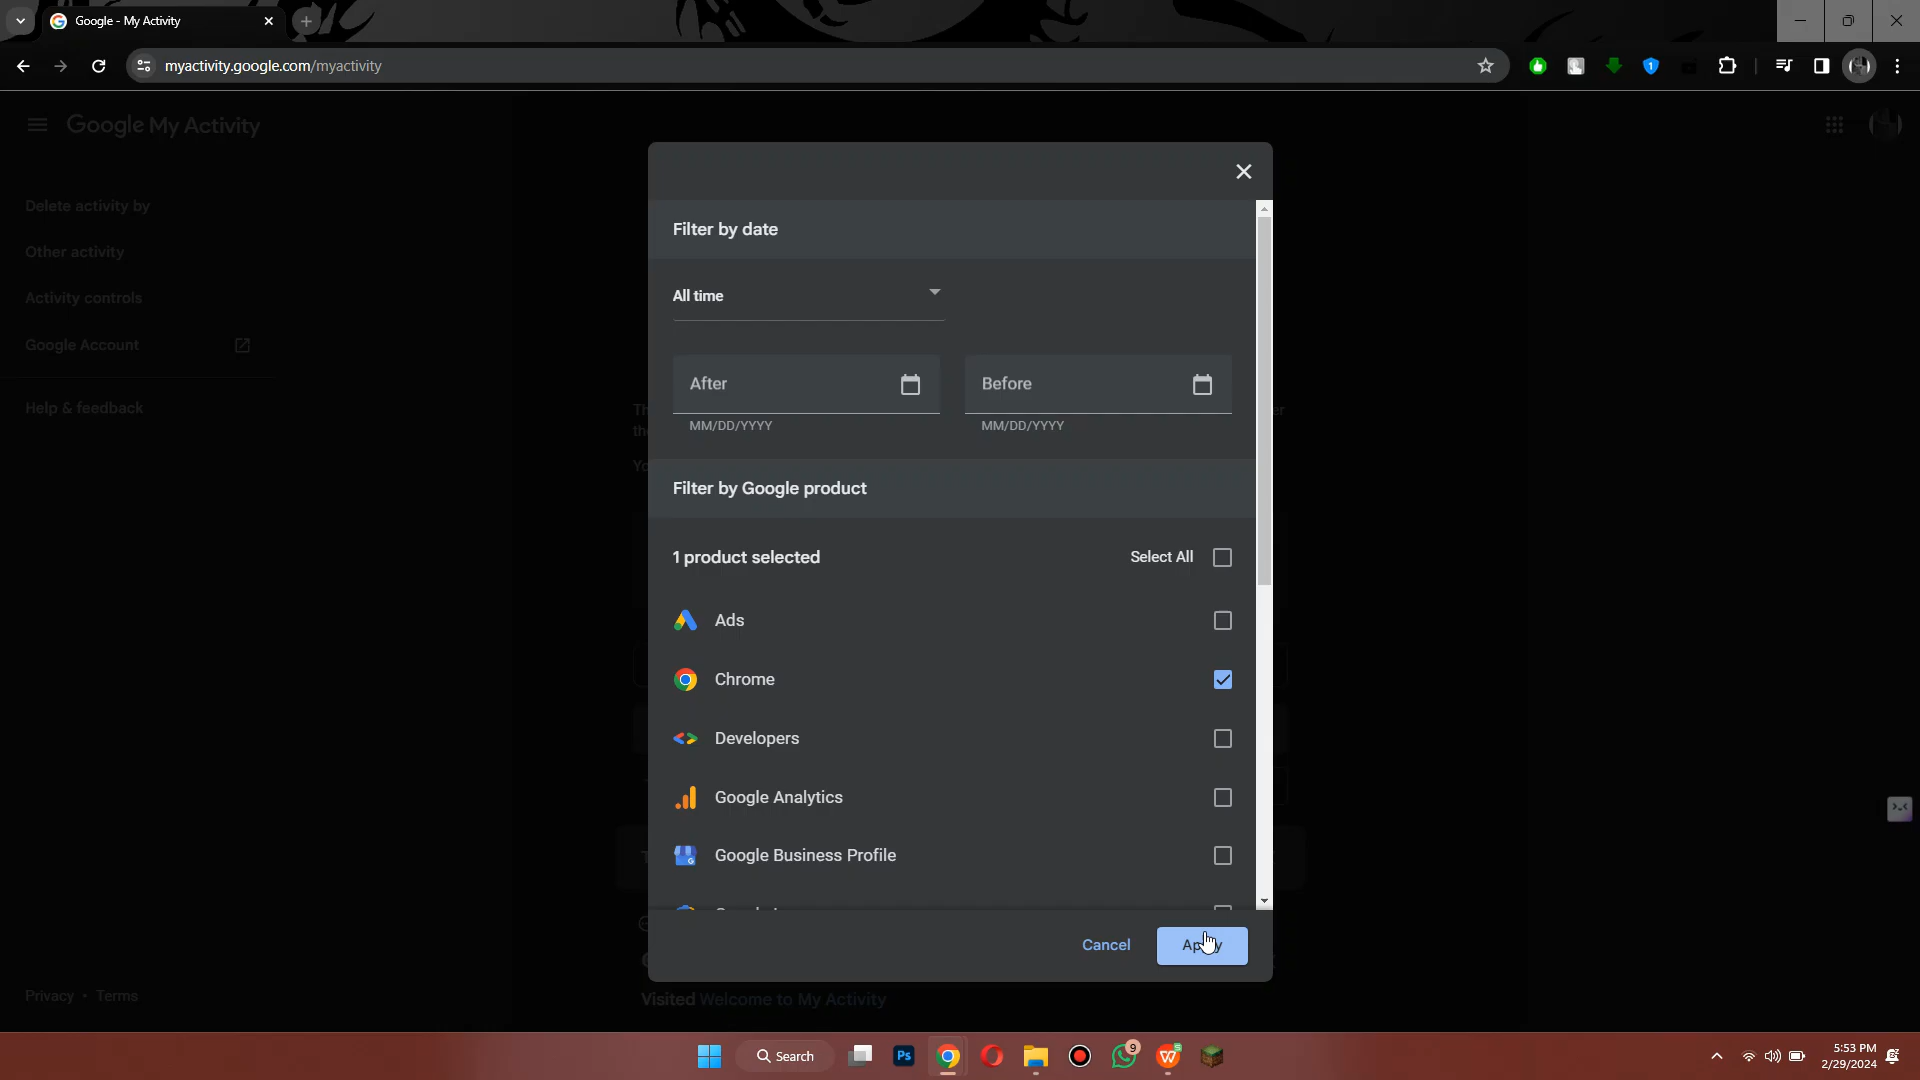 Google - My Activity
myactivity.google.com/myactivity
Google My Activity
Delete activity by
Other activity
Activity controls
Google Account
Help & feedback
Filter by date
All time
After
Before
MM/DD/YYYY
MM/DD/YYYY
Filter by Google product
1 product selected
Select All
Ads
Chrome
Developers
Google Analytics
Google Business Profile
Cancel
Apply
Visited Welcome to My Activity
Privacy • Terms
Search
Ps
9
5:53 PM
2/29/2024